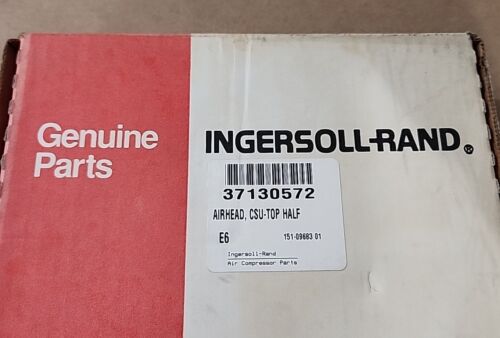 Genuine
Parts
INGERSOLL-RAND®
37130572
AIRHEAD, CSU-TOP HALF
E6 151-09683 01
Ingersoll-Rand
Air Compressor Parts